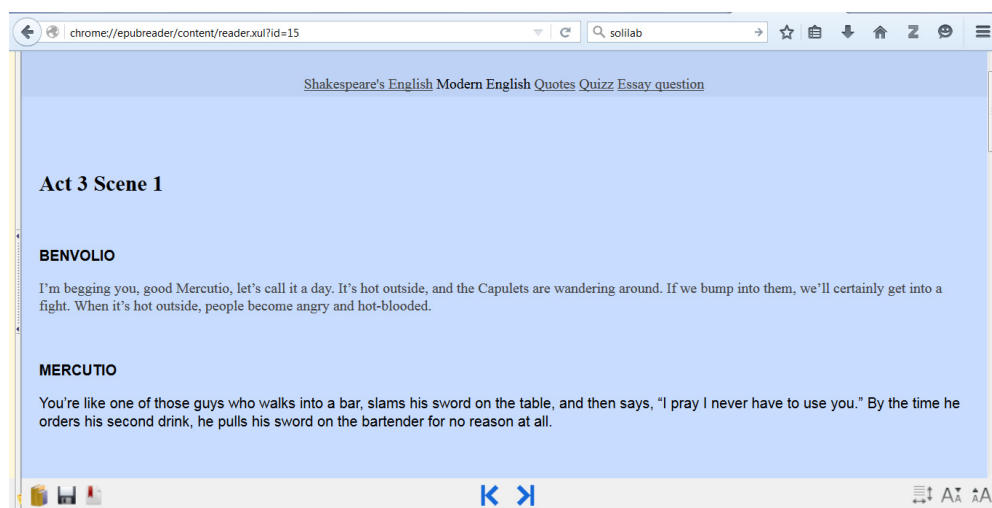 chrome://epubreader/content/reader.xul?id=15
solilab
Shakespeare's English Modern English Quotes Quizz Essay question
Act 3 Scene 1
BENVOLIO
I'm begging you, good Mercutio, let's call it a day. It's hot outside, and the Capulets are wandering around. If we bump into them, we'll certainly get into a
fight. When it's hot outside, people become angry and hot-blooded.
MERCUTIO
You're like one of those guys who walks into a bar, slams his sword on the table, and then says, “I pray I never have to use you.” By the time he
orders his second drink, he pulls his sword on the bartender for no reason at all.